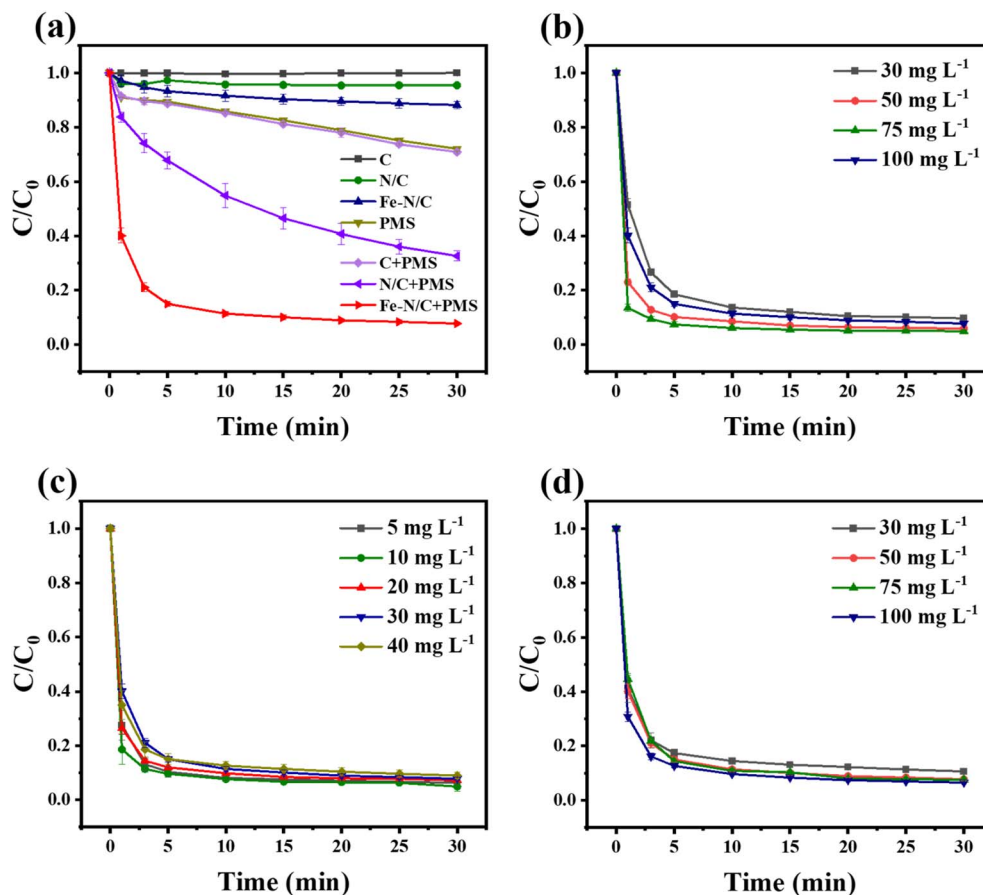 (a)
C/C₀
1.0
0.8
0.6
0.4
0.2
0.0
C
N/C
Fe-N/C
PMS
C+PMS
N/C+PMS
Fe-N/C+PMS
0 5 10 15 20 25 30
Time (min)
(b)
C/C₀
1.0
0.8
0.6
0.4
0.2
0.0
30 mg L⁻¹
50 mg L⁻¹
75 mg L⁻¹
100 mg L⁻¹
0 5 10 15 20 25 30
Time (min)
(c)
C/C₀
1.0
0.8
0.6
0.4
0.2
0.0
5 mg L⁻¹
10 mg L⁻¹
20 mg L⁻¹
30 mg L⁻¹
40 mg L⁻¹
0 5 10 15 20 25 30
Time (min)
(d)
C/C₀
1.0
0.8
0.6
0.4
0.2
0.0
30 mg L⁻¹
50 mg L⁻¹
75 mg L⁻¹
100 mg L⁻¹
0 5 10 15 20 25 30
Time (min)